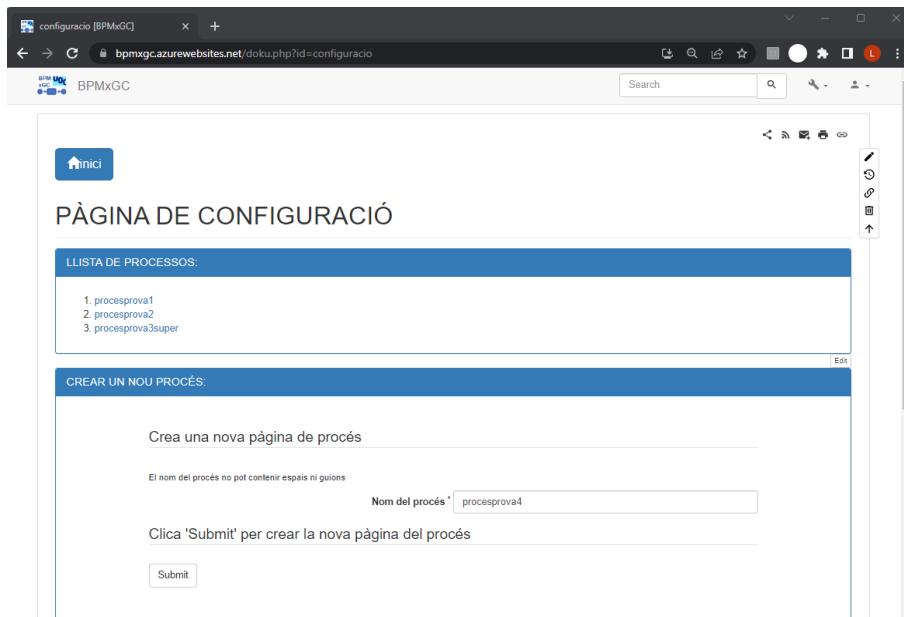 configuracio [BPMxGC]
bpmxgc.azurewebsites.net/doku.php?id=configuracio
L
BPM UOC
xGC
BPMxGC
Search
inici
PÀGINA DE CONFIGURACIÓ
LLISTA DE PROCESSOS:
1. procesprova1
2. procesprova2
3. procesprova3super
Edit
CREAR UN NOU PROCÉS:
Crea una nova pàgina de procés
El nom del procés no pot contenir espais ni guions
Nom del procés * procesprova4
Clica 'Submit' per crear la nova pàgina del procés
Submit